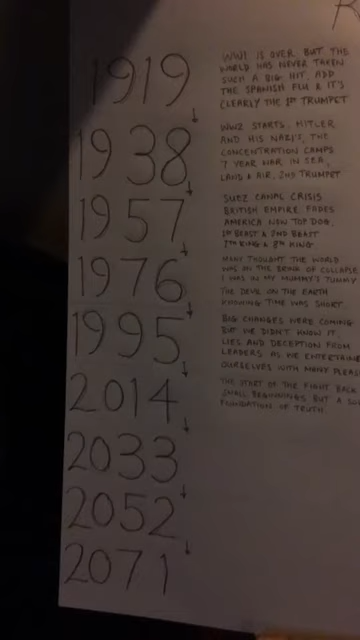 R
1919
WW1 IS OVER BUT THE
WORLD HAS NEVER TAKEN
SUCH A BIG HIT. ADD
THE SPANISH FLU & IT'S
CLEARLY THE 1ST TRUMPET
1938
WW2 STARTS, HITLER
AND HIS NAZI'S, THE
CONCENTRATION CAMPS
7 YEAR WAR IN SEA,
LAND & AIR, 2ND TRUMPET
1957
SUEZ CANAL CRISIS
BRITISH EMPIRE FADES
AMERICA NEW TOP DOG,
1ST BEAST & 2ND BEAST
7TH KING & 8TH KING
1976
MANY THOUGHT THE WORLD
WAS ON THE BRINK OF COLLAPSE
I WAS IN MY MUMMY'S TUMMY
THE DEVIL ON THE EARTH
KNOWING TIME WAS SHORT
1995
BIG CHANGES WERE COMING
BUT WE DIDN'T KNOW IT
LIES AND DECEPTION FROM
LEADERS AS WE ENTERTAINE
OURSELVES WITH MANY PLEAS
2014
THE START OF THE FIGHT BACK
SMALL BEGINNINGS BUT A SO
FOUNDATION OF TRUTH
2033
2052
2071